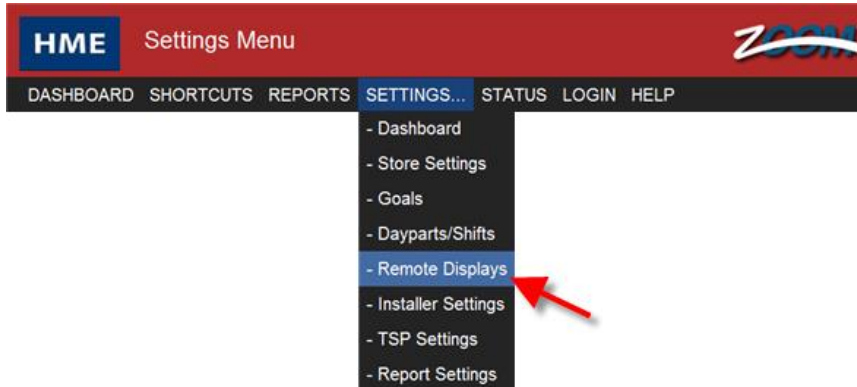 HME Settings Menu ZOOM
DASHBOARD SHORTCUTS REPORTS SETTINGS... STATUS LOGIN HELP
- Dashboard
- Store Settings
- Goals
- Dayparts/Shifts
- Remote Displays
- Installer Settings
- TSP Settings
- Report Settings